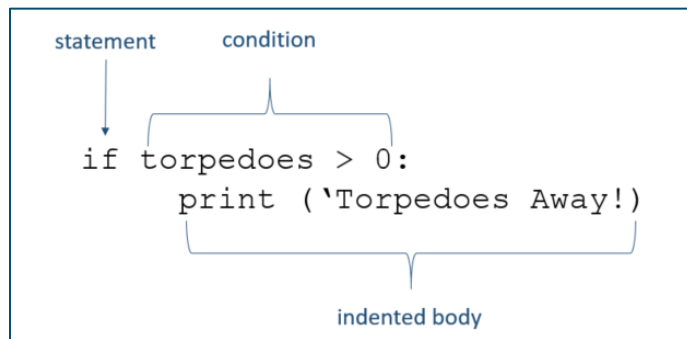 statement condition
if torpedoes > 0:
print (‘Torpedoes Away!)
indented body